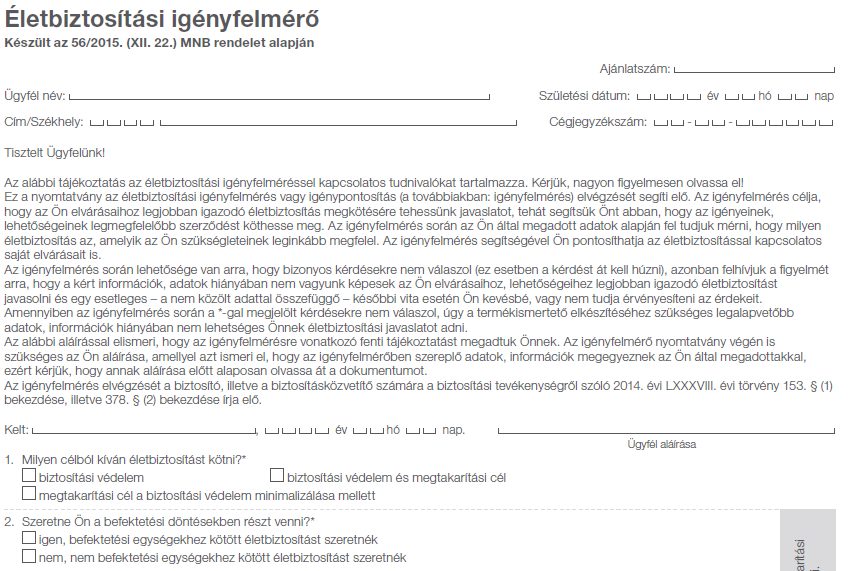 Életbiztosítási igényfelmérő
Készült az 56/2015. (XII. 22.) MNB rendelet alapján
Ajánlatszám:
Ügyfél név:
Születési dátum: év hó nap
Cím/Székhely:
Cégjegyzékszám: - -
Tisztelt Ügyfelünk!
Az alábbi tájékoztatás az életbiztosítási igényfelméréssel kapcsolatos tudnivalókat tartalmazza. Kérjük, nagyon figyelmesen olvassa el!
Ez a nyomtatvány az életbiztosítási igényfelmérés vagy igénypontosítás (a továbbiakban: igényfelmérés) elvégzését segíti elő. Az igényfelmérés célja,
hogy az Ön elvárásaihoz legjobban igazodó életbiztosítás megkötésére tehessünk javaslatot, tehát segítsük Önt abban, hogy az igényeinek,
lehetőségeinek legmegfelelőbb szerződést köthesse meg. Az igényfelmérés során az Ön által megadott adatok alapján fel tudjuk mérni, hogy milyen
életbiztosítás az, amelyik az Ön szükségleteinek leginkább megfelel. Az igényfelmérés segítségével Ön pontosíthatja az életbiztosítással kapcsolatos
saját elvárásait is.
Az igényfelmérés során lehetősége van arra, hogy bizonyos kérdésekre nem válaszol (ez esetben a kérdést át kell húzni), azonban felhívjuk a figyelmét
arra, hogy a kért információk, adatok hiányában nem vagyunk képesek az Ön elvárásaihoz, lehetőségeihez legjobban igazodó életbiztosítást
javasolni és egy esetleges – a nem közölt adattal összefüggő – későbbi vita esetén Ön kevésbé, vagy nem tudja érvényesíteni az érdekeit.
Amennyiben az igényfelmérés során a *-gal megjelölt kérdésekre nem válaszol, úgy a termékismertető elkészítéséhez szükséges legalapvetőbb
adatok, információk hiányában nem lehetséges Önnek életbiztosítási javaslatot adni.
Az alábbi aláírással elismeri, hogy az igényfelmérésre vonatkozó fenti tájékoztatást megadtuk Önnek. Az igényfelmérő nyomtatvány végén is
szükséges az Ön aláírása, amellyel azt ismeri el, hogy az igényfelmérőben szereplő adatok, információk megegyeznek az Ön által megadottakkal,
ezért kérjük, hogy annak aláírása előtt alaposan olvassa át a dokumentumot.
Az igényfelmérés elvégzését a biztosító, illetve a biztosításközvetítő számára a biztosítási tevékenységről szóló 2014. évi LXXXVIII. évi törvény 153. § (1)
bekezdése, illetve 378. § (2) bekezdése írja elő.
Kelt: , év hó nap.
Ügyfél aláírása
1. Milyen célból kíván életbiztosítást kötni?*
biztosítási védelem
biztosítási védelem és megtakarítási cél
megtakarítási cél a biztosítási védelem minimalizálása mellett
2. Szeretne Ön a befektetési döntésekben részt venni?*
igen, befektetési egységekhez kötött életbiztosítást szeretnék
nem, nem befektetési egységekhez kötött életbiztosítást szeretnék